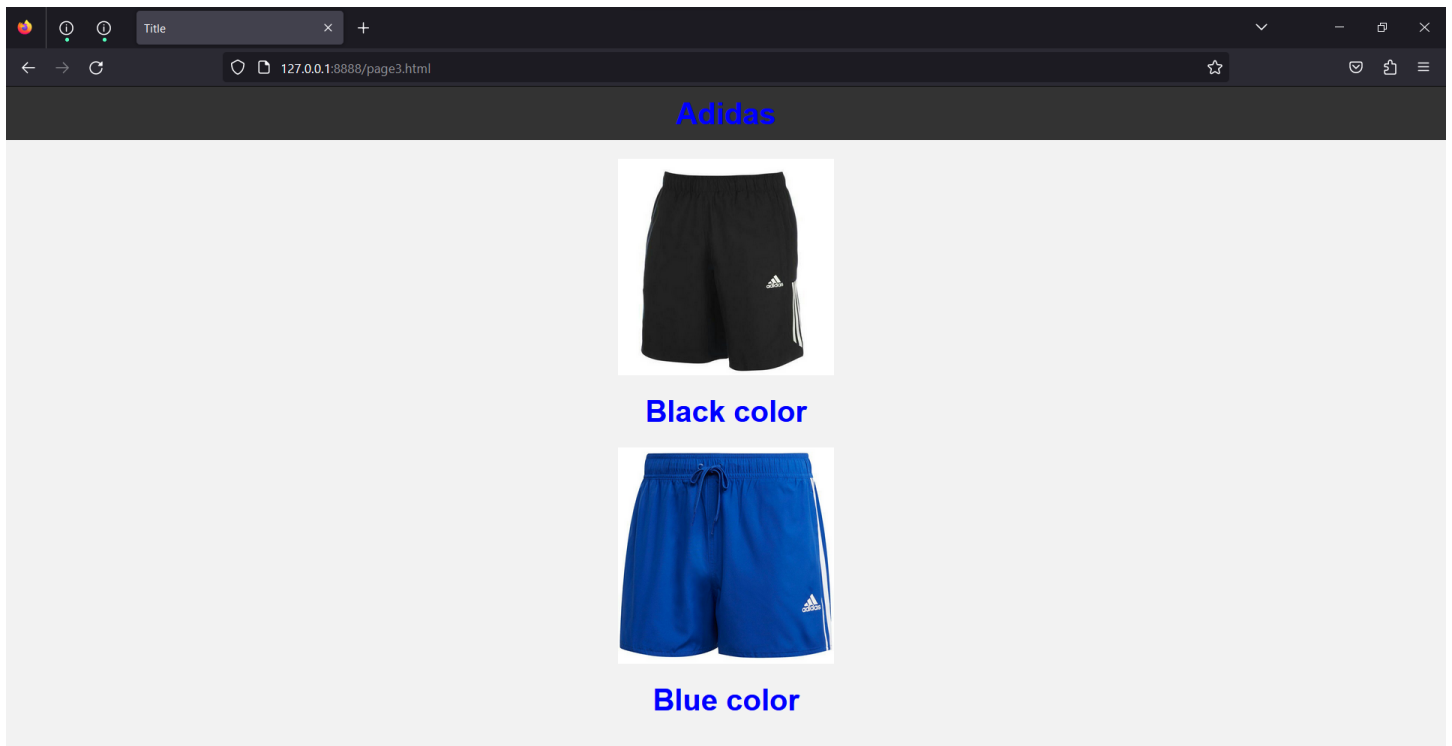 Title
127.0.0.1:8888/page3.html
Adidas
adidas
Black color
adidas
Blue color